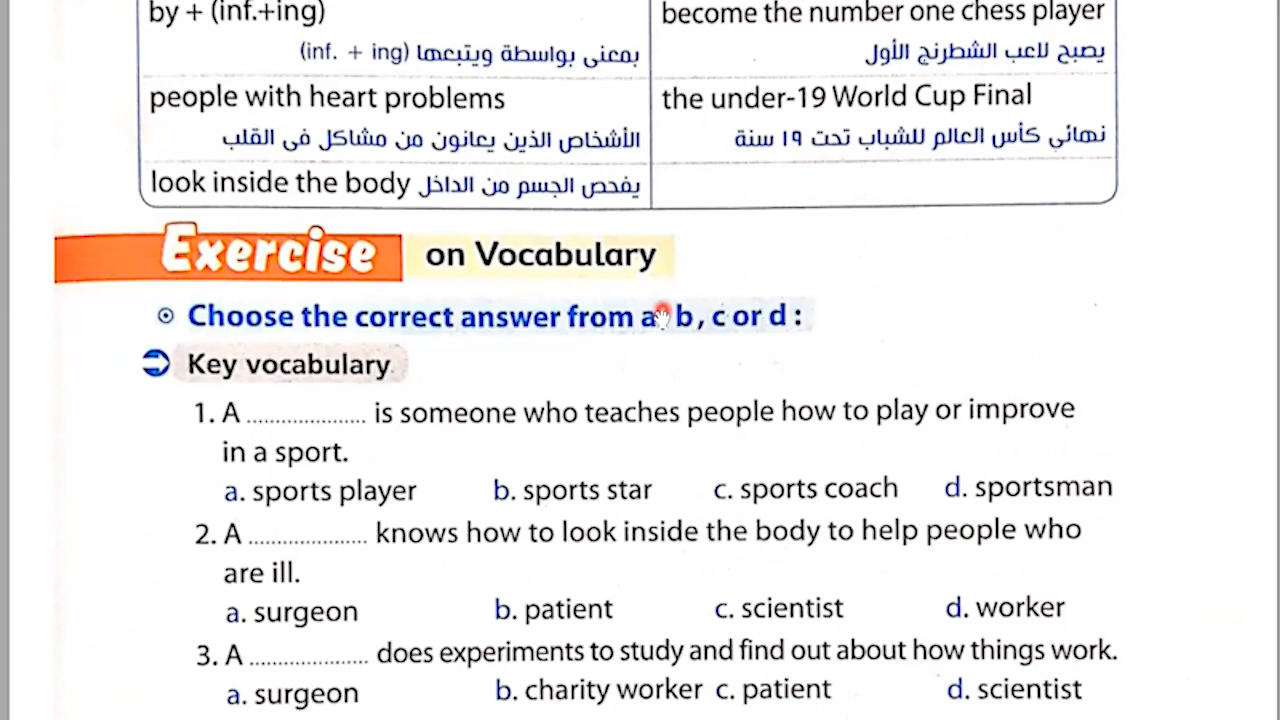 by + (inf.+ing)
بمعنى بواسطة ويتبعها (inf. + ing)
become the number one chess player
يصبح لاعب الشطرنج الأول
people with heart problems
الأشخاص الذين يعانون من مشاكل فى القلب
the under-19 World Cup Final
نهائي كأس العالم للشباب تحت ١٩ سنة
look inside the body يفحص الجسم من الداخل
Exercise on Vocabulary
Choose the correct answer from a, b, c or d :
Key vocabulary
1. A .................... is someone who teaches people how to play or improve
in a sport.
a. sports player b. sports star c. sports coach d. sportsman
2. A .................... knows how to look inside the body to help people who
are ill.
a. surgeon b. patient c. scientist d. worker
3. A .................... does experiments to study and find out about how things work.
a. surgeon b. charity worker c. patient d. scientist